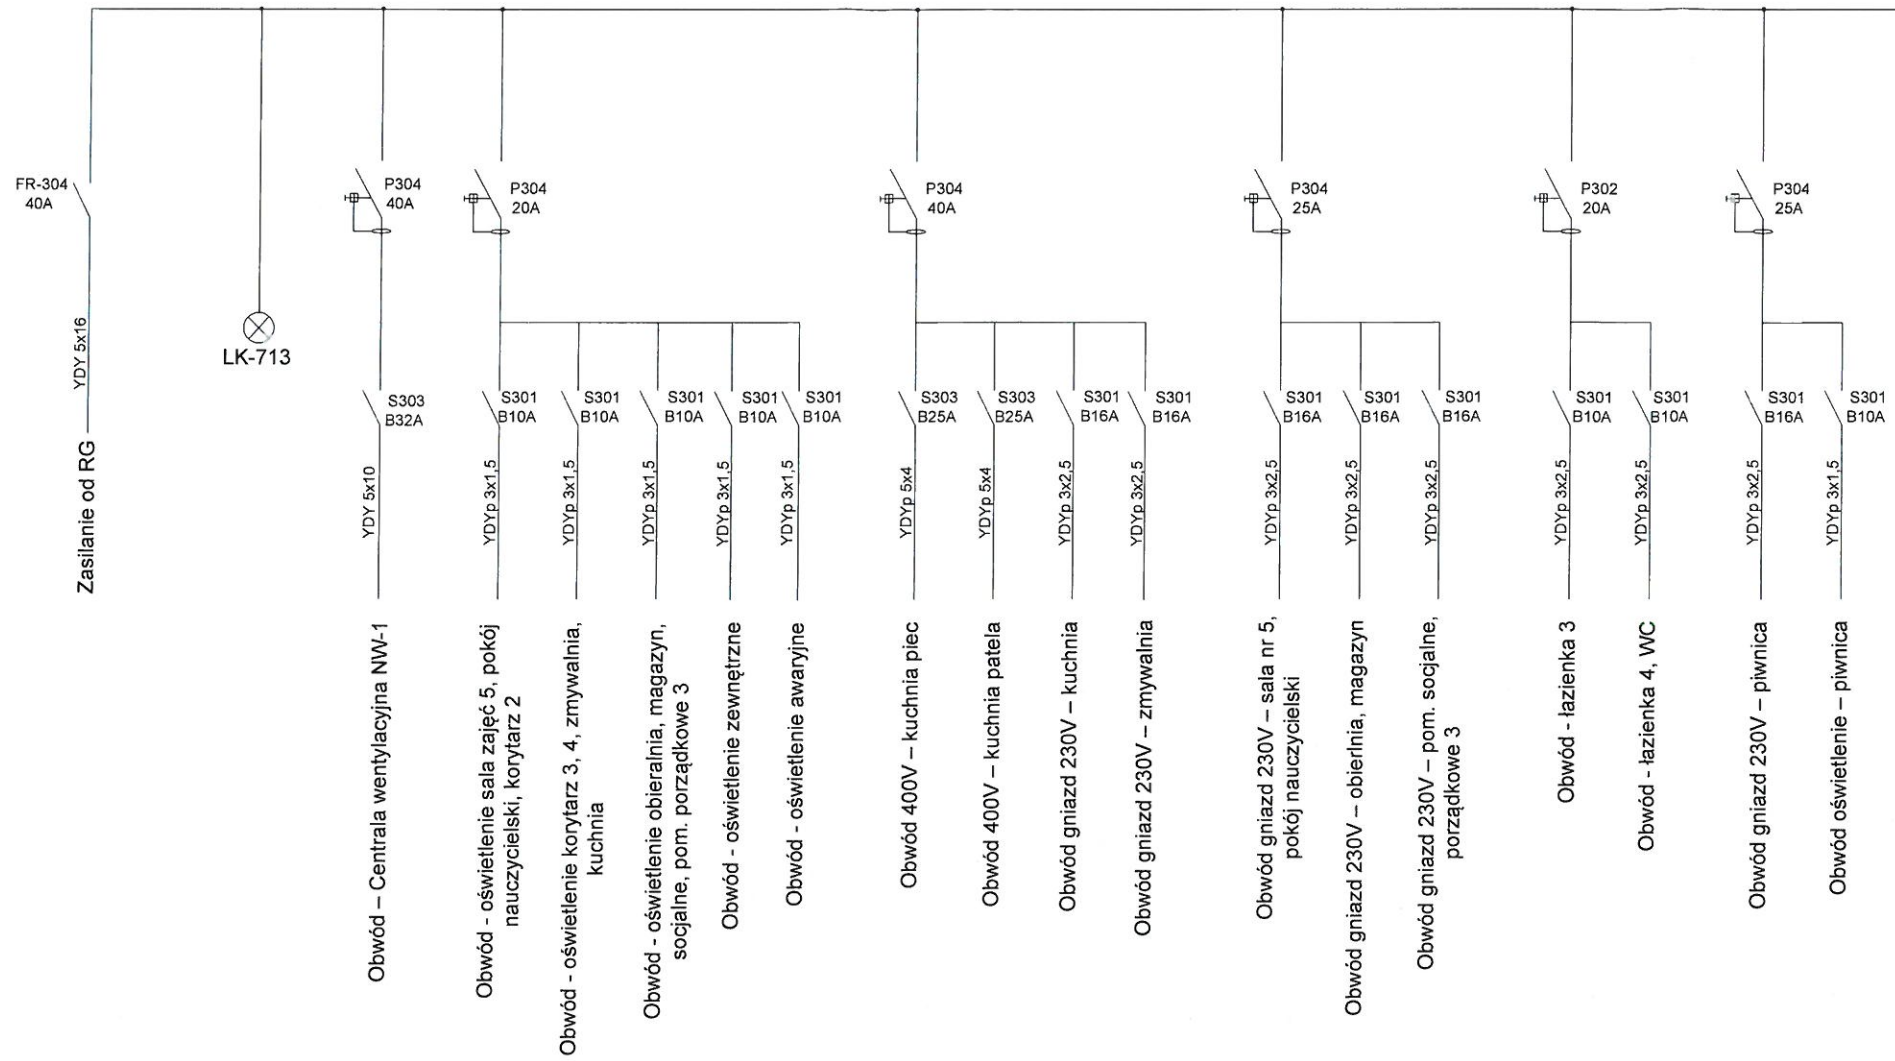 FR-304
40A
YDY 5x16
Zasilanie od RG
LK-713
P304
40A
S303
B32A
YDY 5x10
Obwód – Centrala wentylacyjna NW-1
P304
20A
S301
B10A
YDYp 3x1,5
Obwód - oświetlenie sala zajęć 5, pokój
nauczycielski, korytarz 2
S301
B10A
YDYp 3x1,5
Obwód - oświetlenie korytarz 3, 4, zmywalnia,
kuchnia
S301
B10A
YDYp 3x1,5
Obwód - oświetlenie obieralnia, magazyn,
socjalne, pom. porządkowe 3
S301
B10A
YDYp 3x1,5
Obwód - oświetlenie zewnętrzne
S301
B10A
YDYp 3x1,5
Obwód - oświetlenie awaryjne
P304
40A
S303
B25A
YDYp 5x4
Obwód 400V – kuchnia piec
S303
B25A
YDYp 5x4
Obwód 400V – kuchnia patela
S301
B16A
YDYp 3x2,5
Obwód gniazd 230V – kuchnia
S301
B16A
YDYp 3x2,5
Obwód gniazd 230V – zmywalnia
P304
25A
S301
B16A
YDYp 3x2,5
Obwód gniazd 230V – sala nr 5,
pokój nauczycielski
S301
B16A
YDYp 3x2,5
Obwód gniazd 230V – obierlnia, magazyn
S301
B16A
YDYp 3x2,5
Obwód gniazd 230V – pom. socjalne,
porządkowe 3
P302
20A
S301
B10A
YDYp 3x2,5
Obwód - łazienka 3
S301
B10A
YDYp 3x2,5
Obwód - łazienka 4, WC
P304
25A
S301
B16A
YDYp 3x2,5
Obwód gniazd 230V – piwnica
S301
B10A
YDYp 3x1,5
Obwód oświetlenie – piwnica